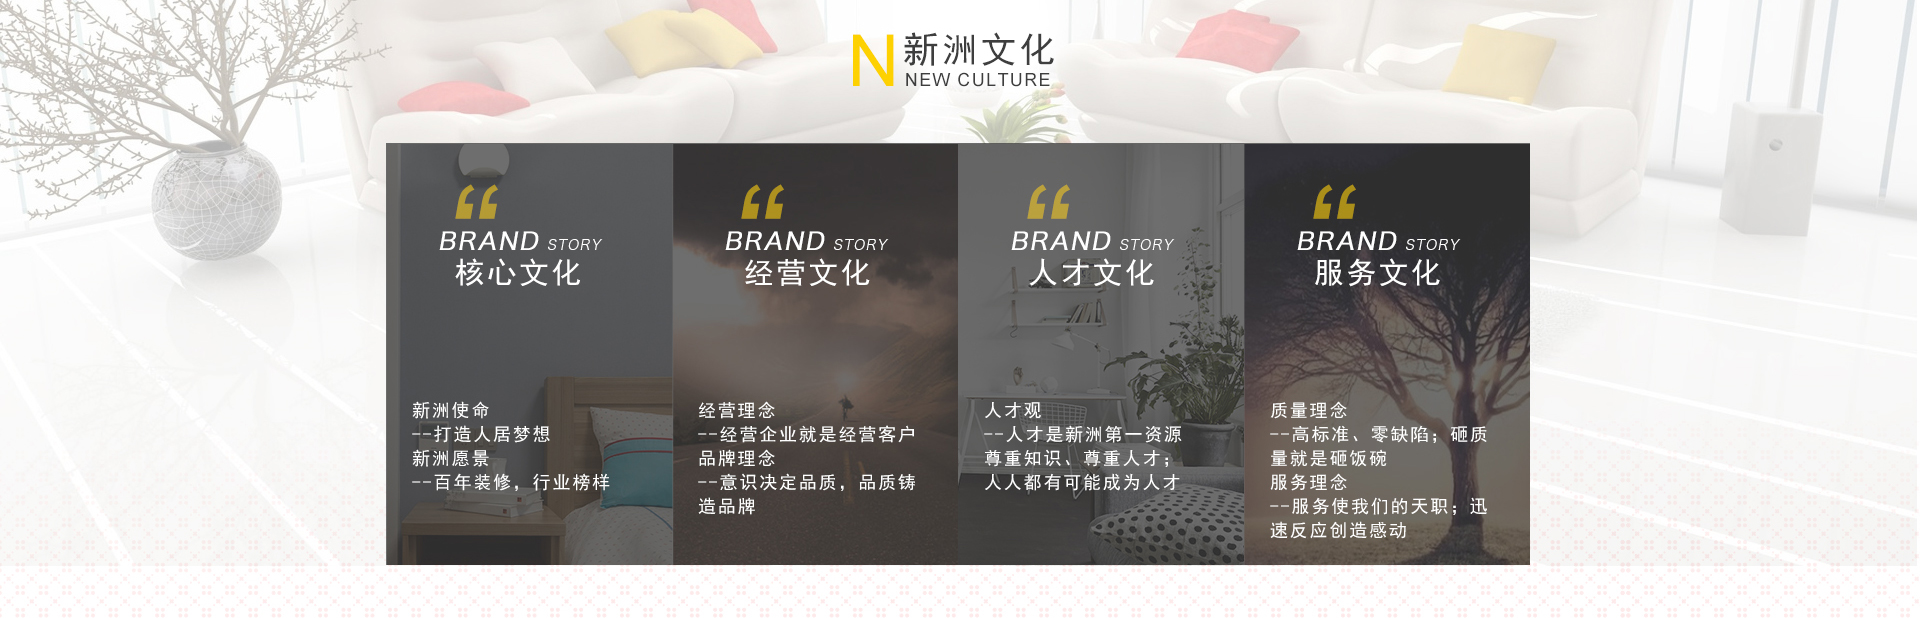 N 新洲文化
NEW CULTURE
BRAND STORY
核心文化
新洲使命
--打造人居梦想
新洲愿景
--百年装修，行业榜样
BRAND STORY
经营文化
经营理念
--经营企业就是经营客户
品牌理念
--意识决定品质，品质铸
造品牌
BRAND STORY
人才文化
人才观
--人才是新洲第一资源
尊重知识、尊重人才；
人人都有可能成为人才
BRAND STORY
服务文化
质量理念
--高标准、零缺陷；砸质
量就是砸饭碗
服务理念
--服务使我们的天职；迅
速反应创造感动